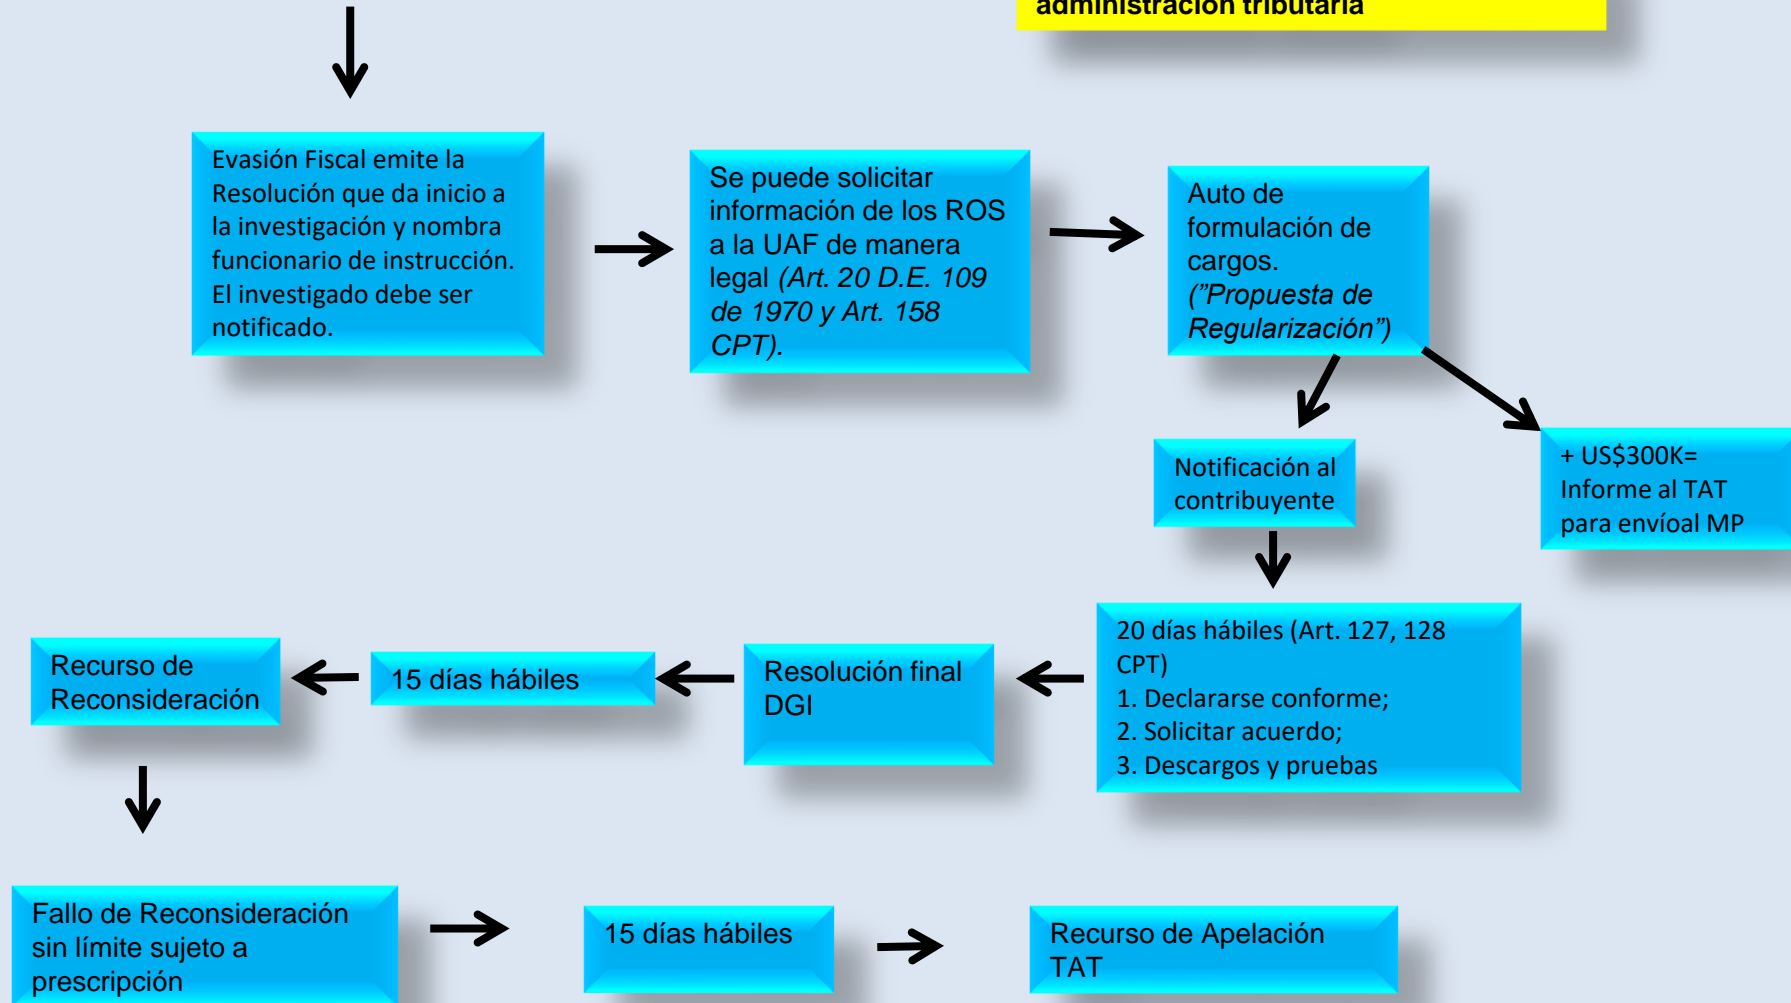 administración tributaria
Evasión Fiscal emite la
Resolución que da inicio a
la investigación y nombra
funcionario de instrucción.
El investigado debe ser
notificado.
Se puede solicitar
información de los ROS
a la UAF de manera
legal (Art. 20 D.E. 109
de 1970 y Art. 158
CPT).
Auto de
formulación de
cargos.
("Propuesta de
Regularización")
Notificación al
contribuyente
+ US$300K=
Informe al TAT
para envíoal MP
20 días hábiles (Art. 127, 128
CPT)
1. Declararse conforme;
2. Solicitar acuerdo;
3. Descargos y pruebas
Resolución final
DGI
15 días hábiles
Recurso de
Reconsideración
Fallo de Reconsideración
sin límite sujeto a
prescripción
15 días hábiles
Recurso de Apelación
TAT